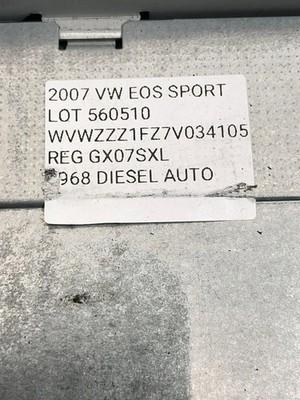 2007 VW EOS SPORT
LOT 560510
WVWZZZ1FZ7V034105
REG GX07SXL
968 DIESEL AUTO